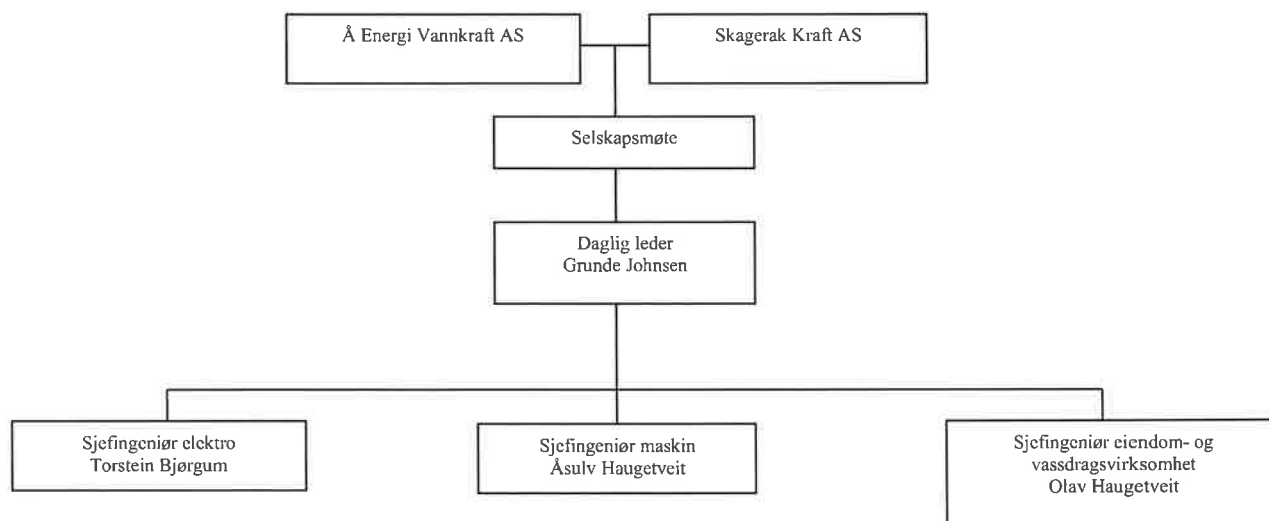 Å Energi Vannkraft AS
Skagerak Kraft AS
Selskapsmøte
Daglig leder
Grunde Johnsen
Sjefingeniør elektro
Torstein Bjørgum
Sjefingeniør maskin
Åsulv Haugetveit
Sjefingeniør eiendom- og
vassdragsvirksomhet
Olav Haugetveit